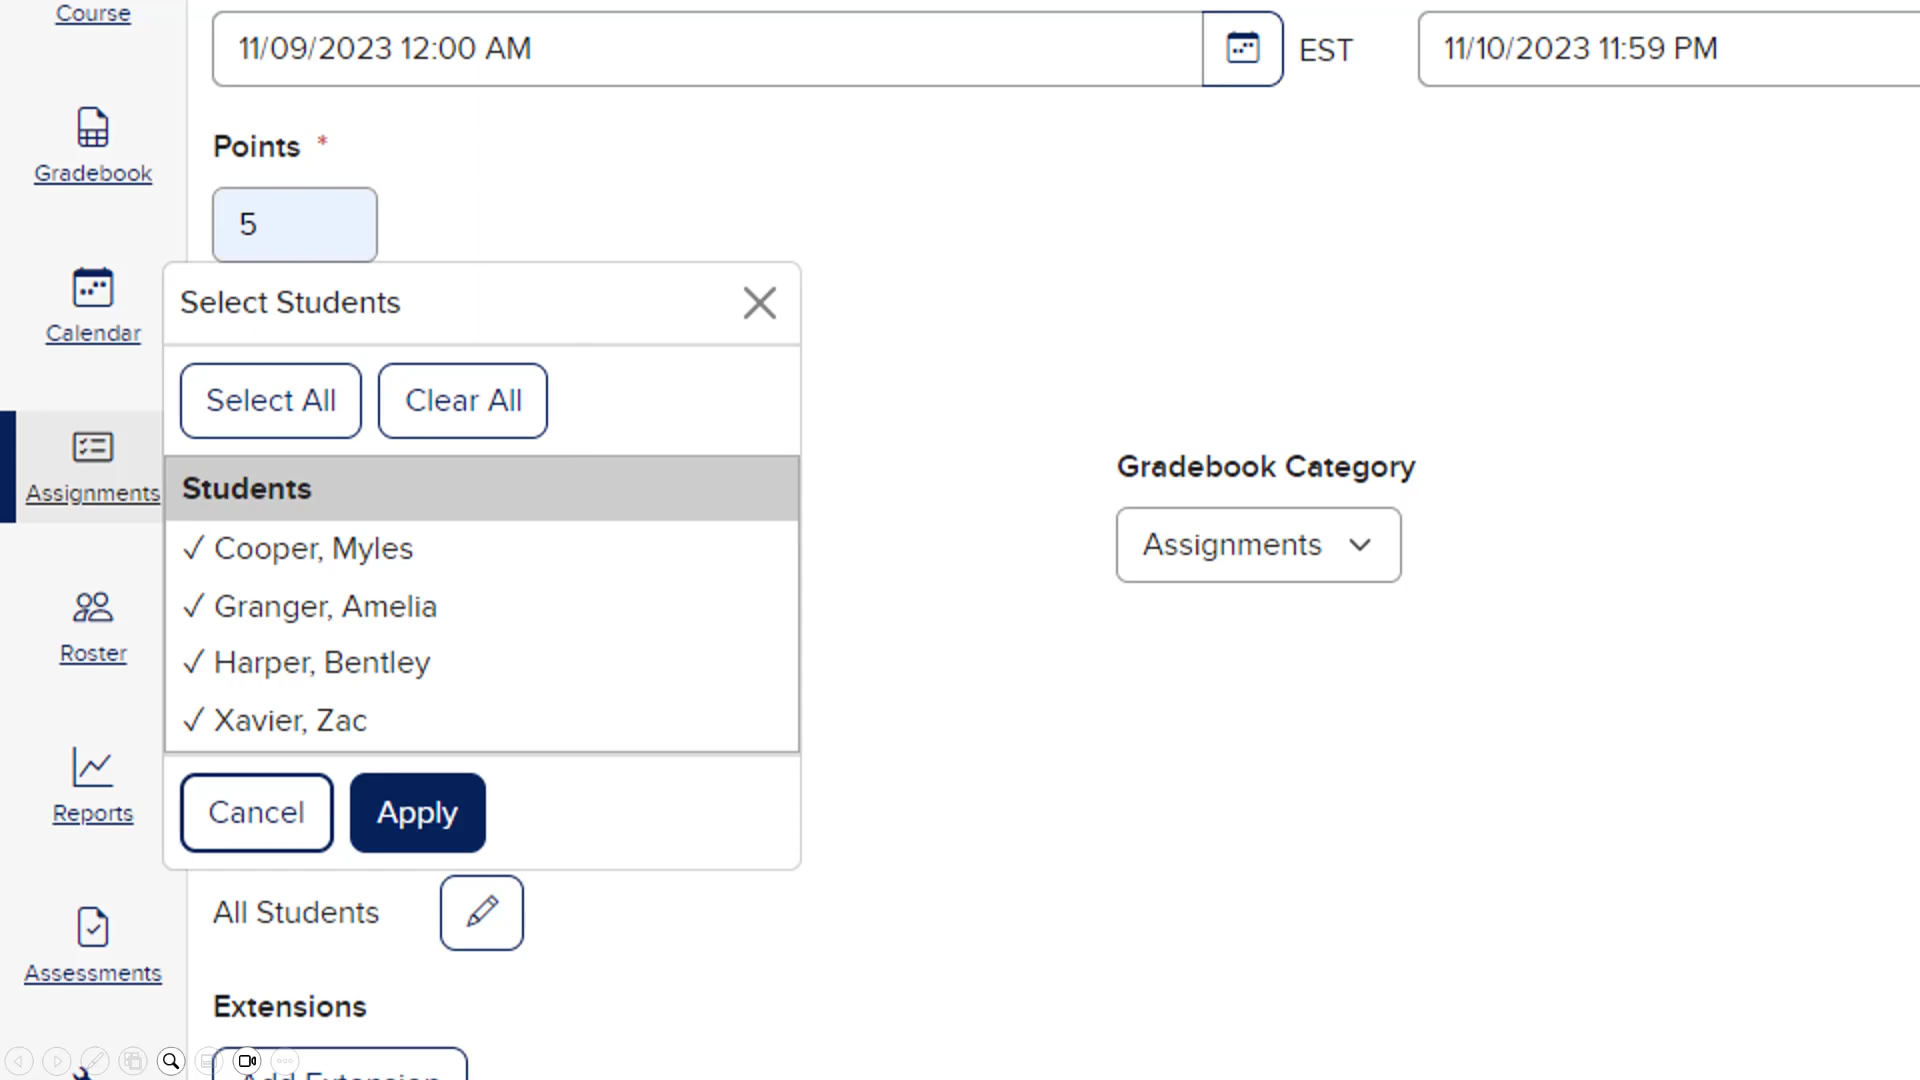 Course
11/09/2023 12:00 AM
EST
11/10/2023 11:59 PM
Points *
5
Gradebook
Calendar
Select Students
Select All
Clear All
Students
✓ Cooper, Myles
✓ Granger, Amelia
✓ Harper, Bentley
✓ Xavier, Zac
Cancel
Apply
Gradebook Category
Assignments
Assignments
Roster
Reports
Assessments
All Students
Extensions
Add Extension